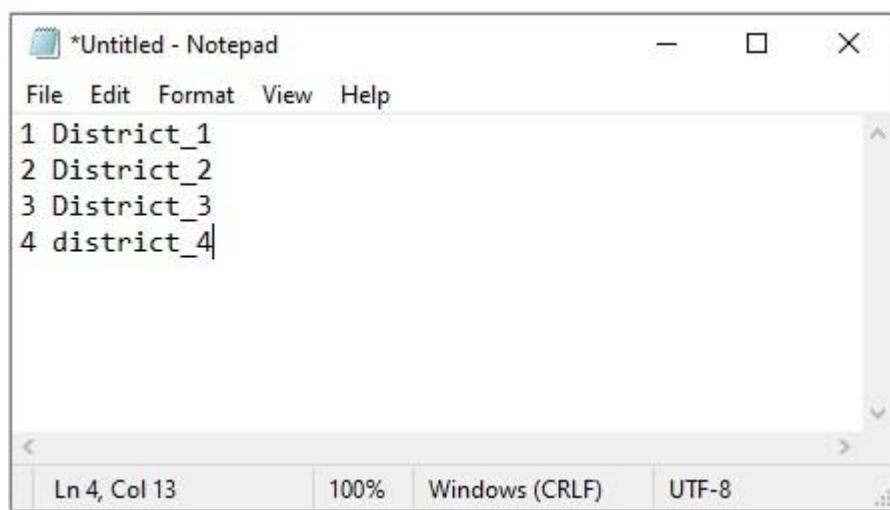 *Untitled - Notepad
File Edit Format View Help
1 District_1
2 District_2
3 District_3
4 district_4
Ln 4, Col 13 100% Windows (CRLF) UTF-8